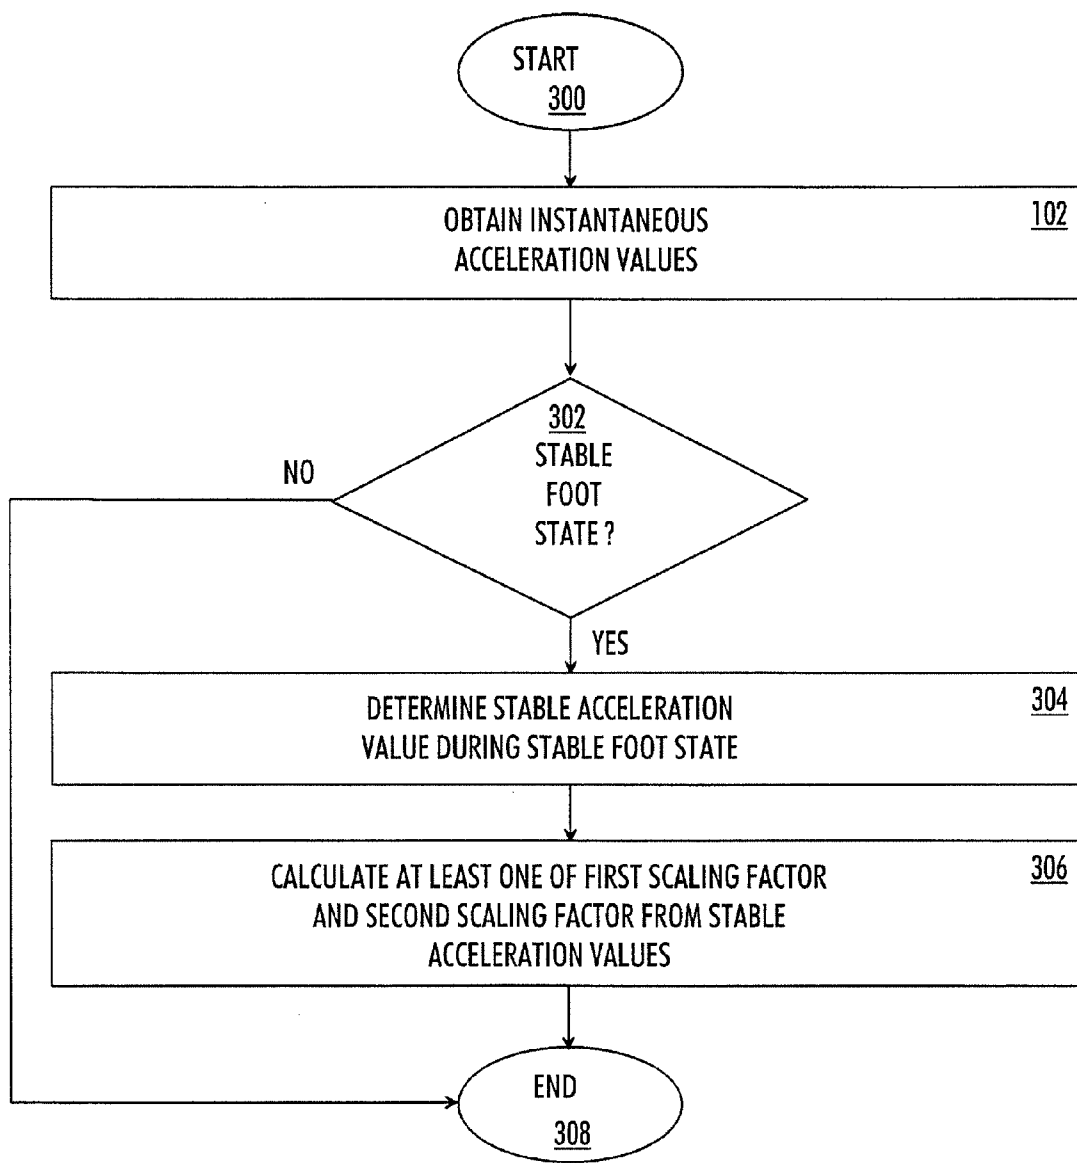 START
300
OBTAIN INSTANTANEOUS
ACCELERATION VALUES
102
302
STABLE
FOOT
STATE?
NO
YES
DETERMINE STABLE ACCELERATION
VALUE DURING STABLE FOOT STATE
304
CALCULATE AT LEAST ONE OF FIRST SCALING FACTOR
AND SECOND SCALING FACTOR FROM STABLE
ACCELERATION VALUES
306
END
308